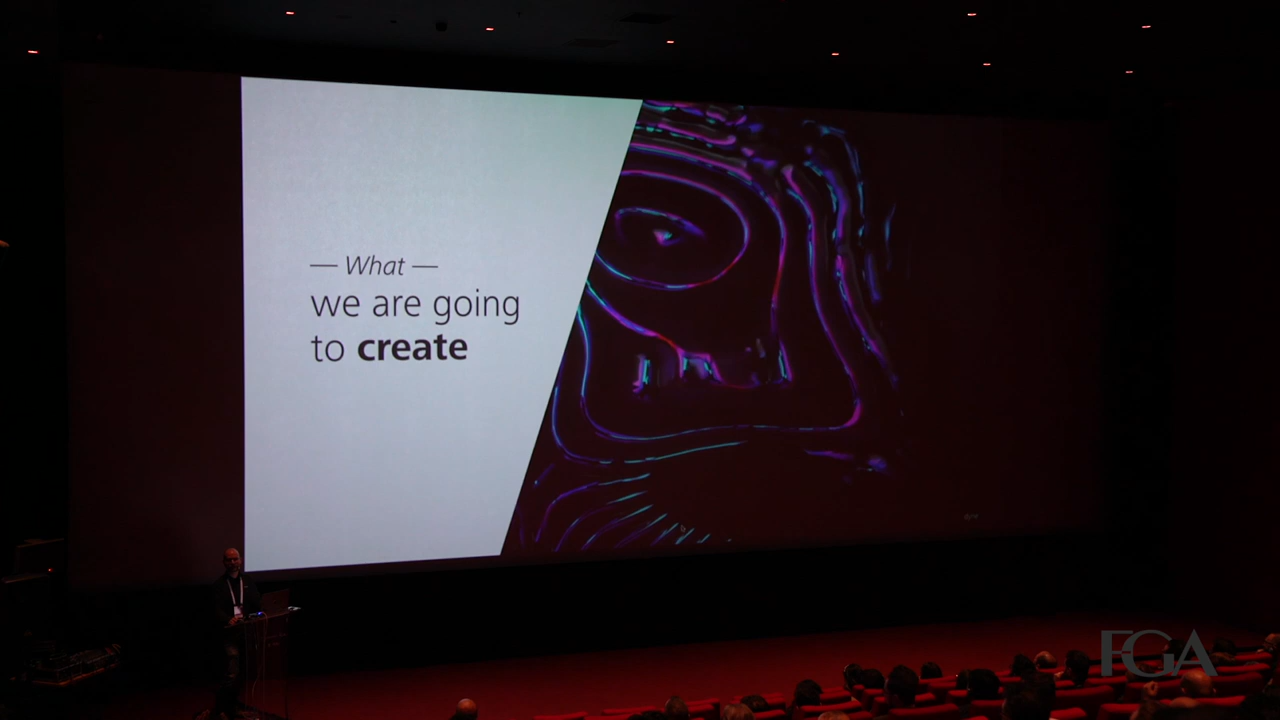 — What —
we are going
to create
FGA